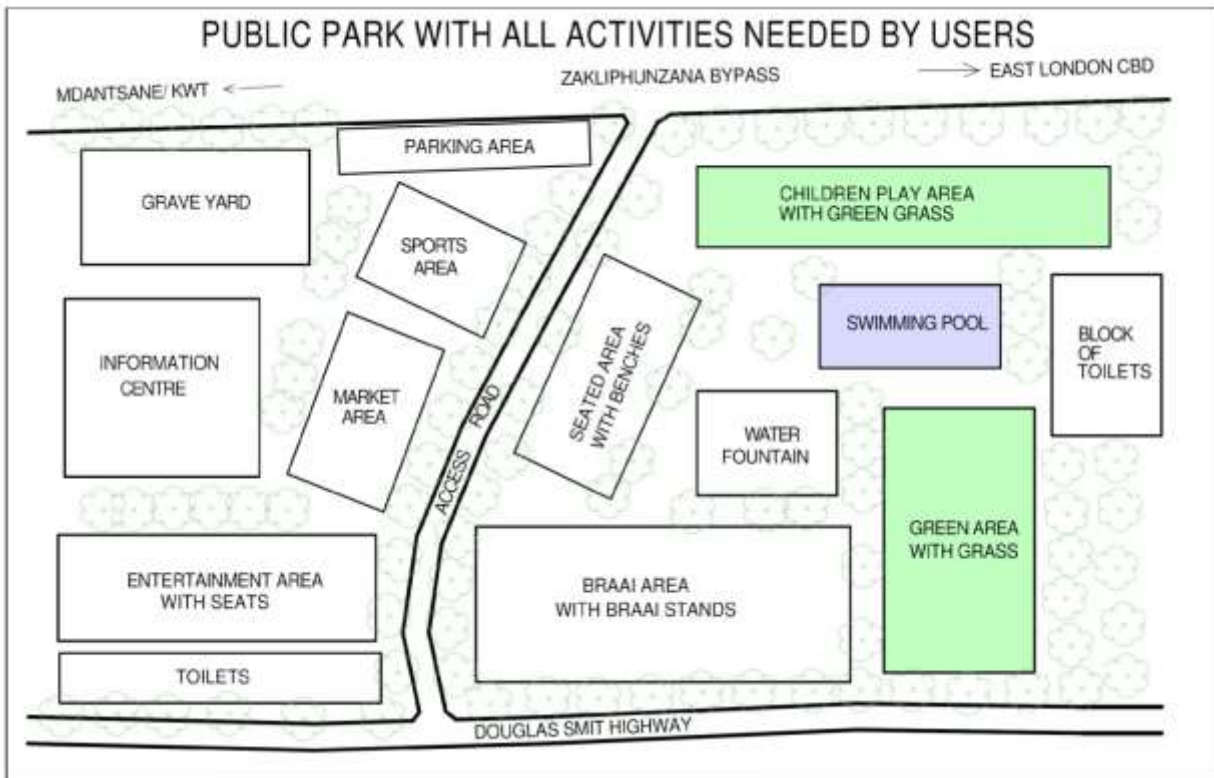 PUBLIC PARK WITH ALL ACTIVITIES NEEDED BY USERS
ZAKLIPHUNZANA BYPASS
EAST LONDON CBD
MDANTSANE/ KWT
PARKING AREA
GRAVE YARD
CHILDREN PLAY AREA
WITH GREEN GRASS
SPORTS
AREA
SWIMMING POOL
BLOCK
OF
TOILETS
INFORMATION
CENTRE
MARKET
AREA
ACCESS ROAD
SEATED AREA
WITH BENCHES
WATER
FOUNTAIN
GREEN AREA
WITH GRASS
ENTERTAINMENT AREA
WITH SEATS
BRAAI AREA
WITH BRAAI STANDS
TOILETS
DOUGLAS SMIT HIGHWAY